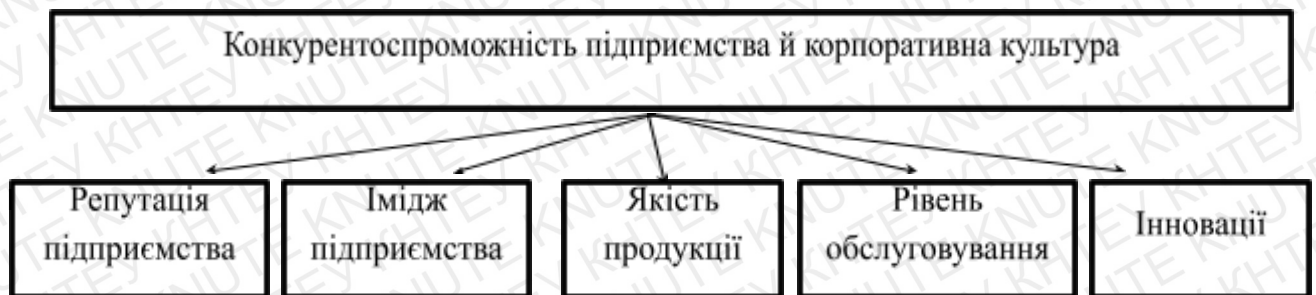 Конкурентоспроможність підприємства й корпоративна культура
Репутація
підприємства
Імідж
підприємства
Якість
продукції
Рівень
обслуговування
Інновації